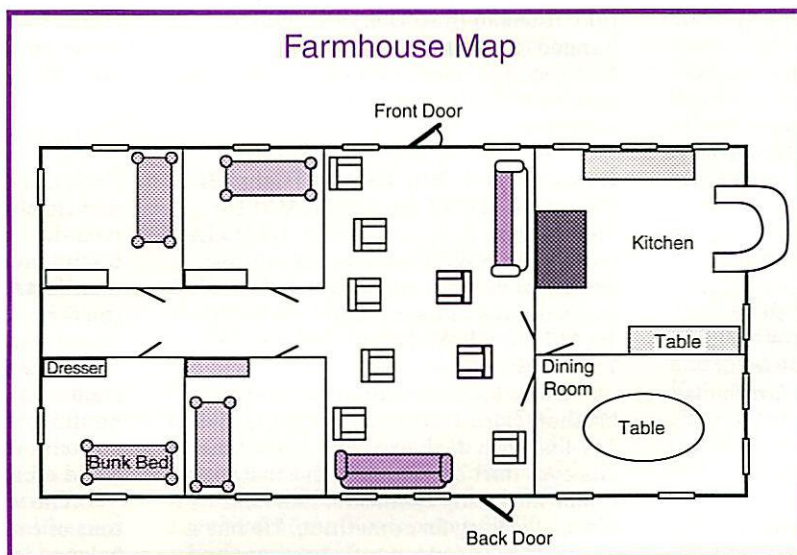 Farmhouse Map
Front Door
Kitchen
Table
Dresser
Dining
Room
Table
Bunk Bed
Back Door